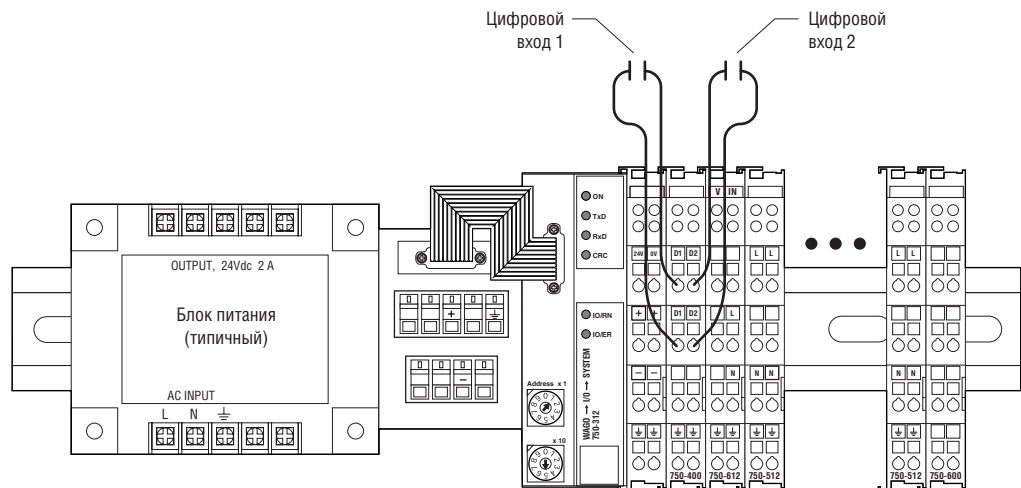 Цифровой
вход 1
Цифровой
вход 2
OUTPUT, 24Vdc 2 A
Блок питания
(типичный)
AC INPUT
L N
+
−
ON
TxD
RxD
CRC
IO/RN
IO/ER
Address x 1
x 10
WAGO → I/O → SYSTEM
750-312
V IN
24V 0V D1 D2 L L L L
+ + D1 D2 L
− − N N N N N
750-400 750-612 750-512 750-512 750-600